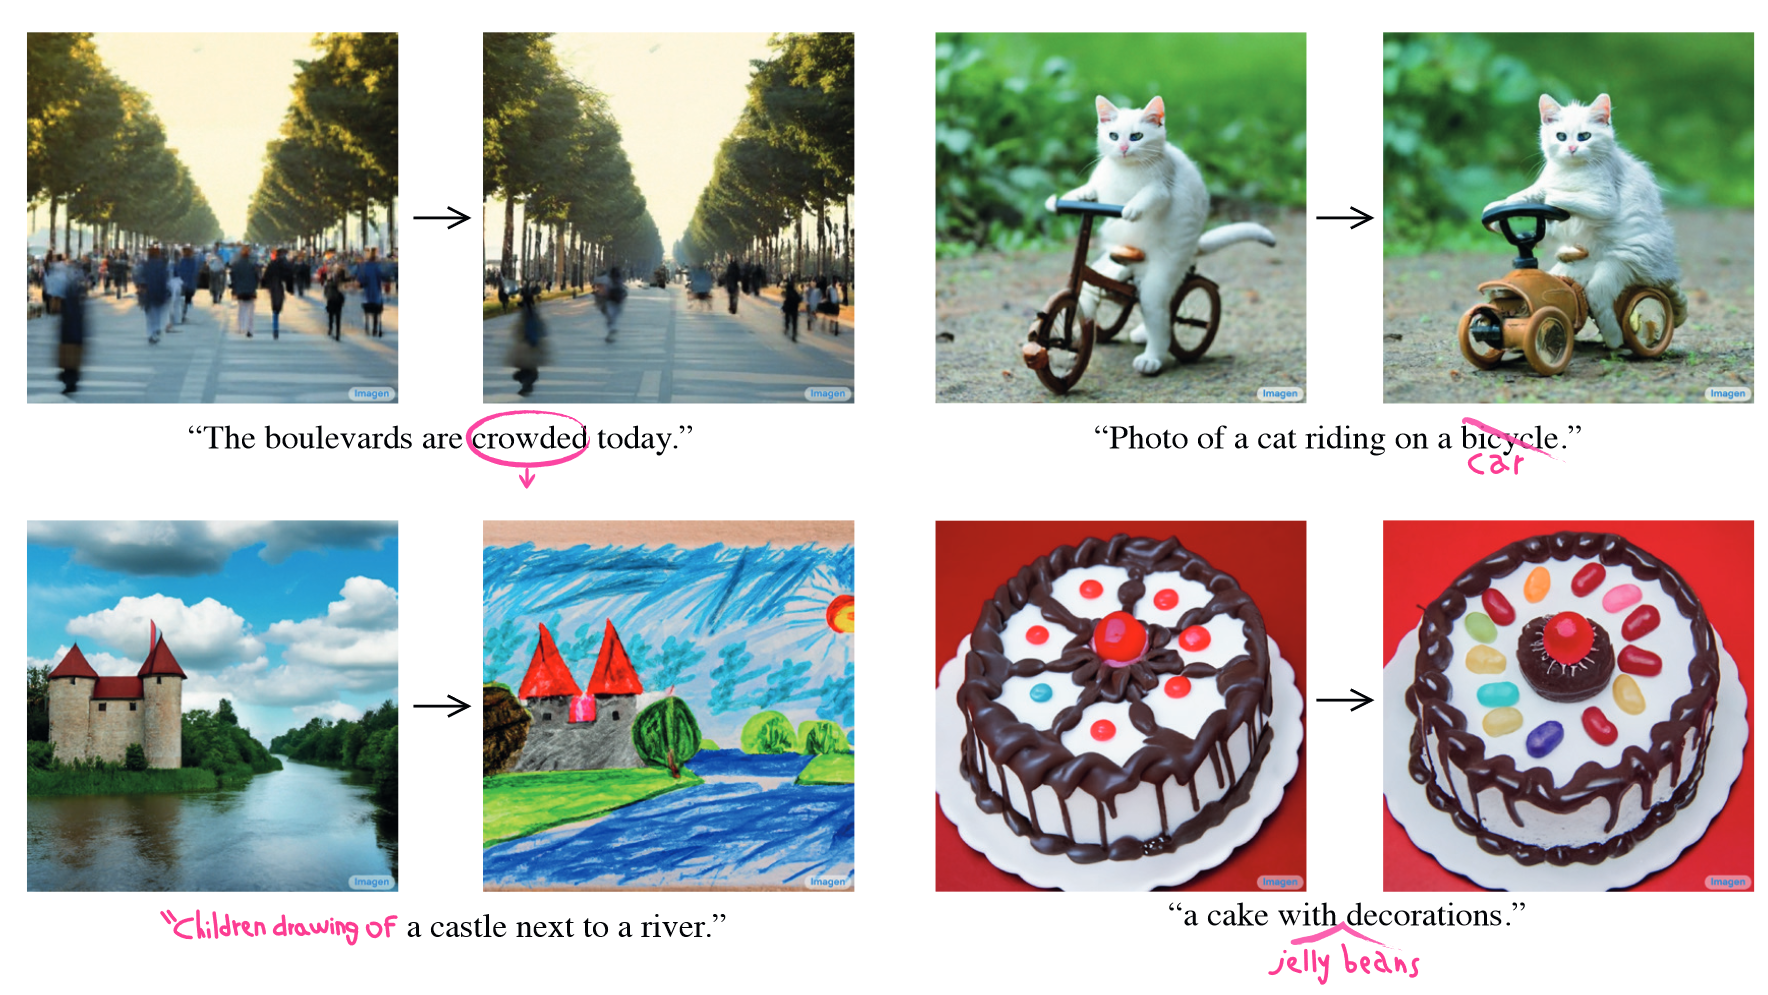 Imagen
Imagen
Imagen
Imagen
“The boulevards are crowded today.”
“Photo of a cat riding on a bicycle.”
car
Imagen
Imagen
Imagen
Imagen
“Children drawing of a castle next to a river.”
“a cake with decorations.”
jelly beans